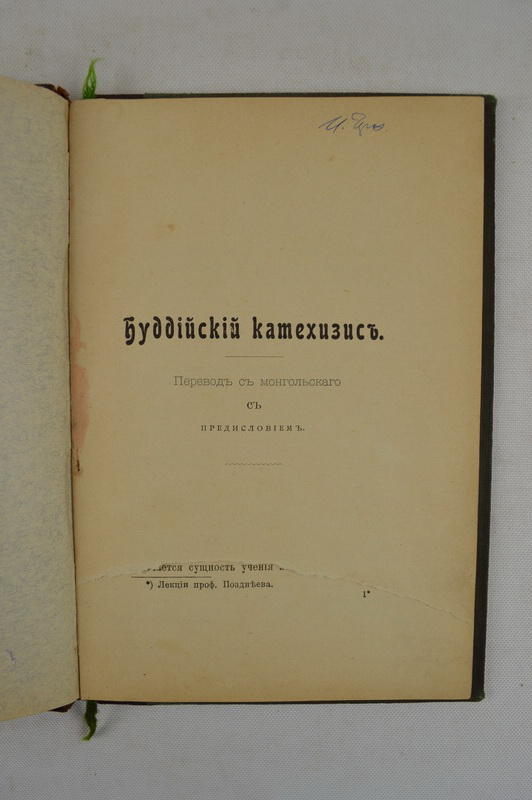 Буддійскій катехизисъ.
Переводъ съ монгольскаго
съ
ПРЕДИСЛОВІЕМЪ.
сущность ученія
*) Лекціи проф. Позднѣева.
1*